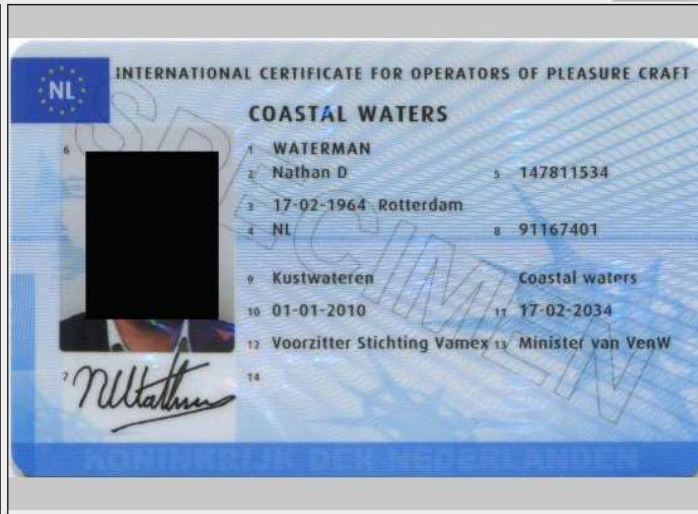 NL
INTERNATIONAL CERTIFICATE FOR OPERATORS OF PLEASURE CRAFT
COASTAL WATERS
6
1 WATERMAN
2 Nathan D 5 147811534
3 17-02-1964 Rotterdam
4 NL 8 91167401
9 Kustwateren Coastal waters
10 01-01-2010 11 17-02-2034
12 Voorzitter Stichting Vamex 13 Minister van VenW
7 14
SPECIMEN
KONINKRIJK DER NEDERLANDEN